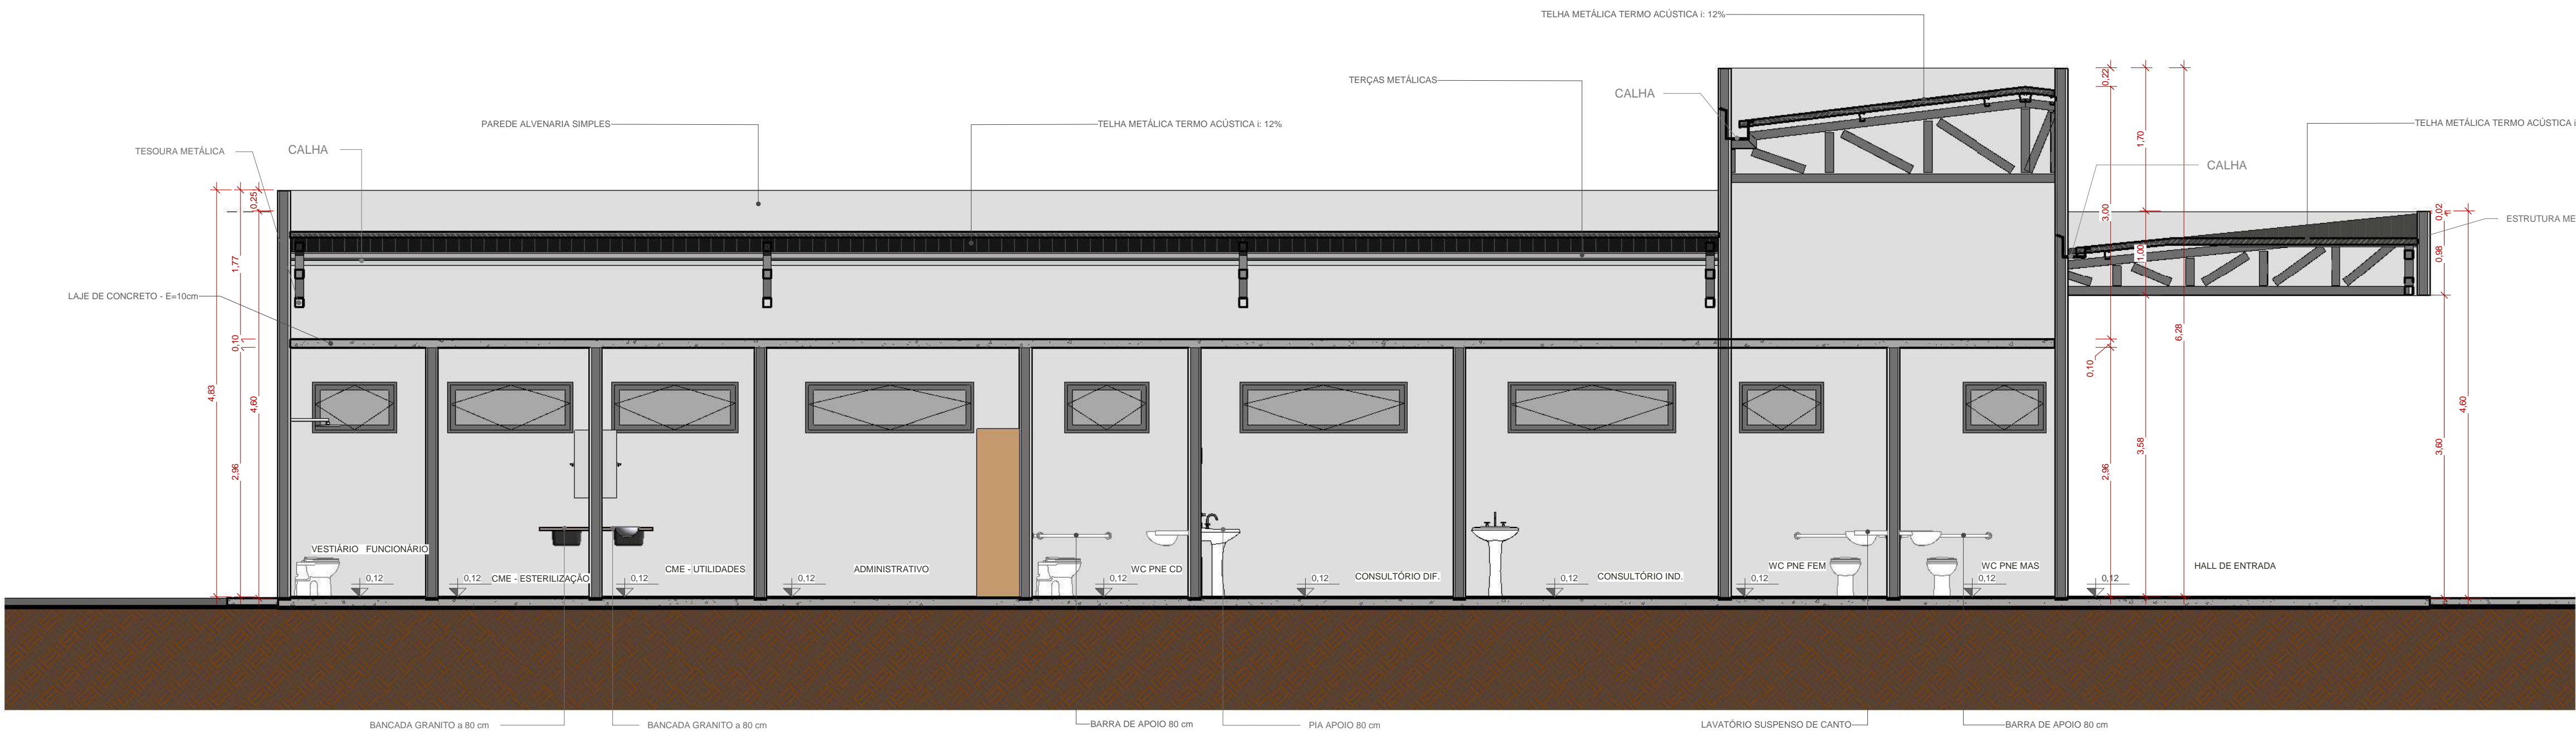 TELHA METÁLICA TERMO ACÚSTICA i: 12%
TERÇAS METÁLICAS
CALHA
PAREDE ALVENARIA SIMPLES
TELHA METÁLICA TERMO ACÚSTICA i: 12%
TELHA METÁLICA TERMO ACÚSTICA i
TESOURA METÁLICA
CALHA
CALHA
ESTRUTURA ME
LAJE DE CONCRETO - E=10cm
0,25
1,77
0,10
4,83
4,60
2,96
0,22
1,70
3,00
1,00
0,02
0,98
6,28
0,10
4,60
3,58
3,60
2,96
VESTIÁRIO FUNCIONÁRIO
0,12
0,12
CME - ESTERILIZAÇÃO
CME - UTILIDADES
0,12
0,12
ADMINISTRATIVO
WC PNE CD
0,12
0,12
CONSULTÓRIO DIF.
0,12
CONSULTÓRIO IND.
WC PNE FEM
0,12
WC PNE MAS
0,12
0,12
HALL DE ENTRADA
BANCADA GRANITO a 80 cm
BANCADA GRANITO a 80 cm
BARRA DE APOIO 80 cm
PIA APOIO 80 cm
LAVATÓRIO SUSPENSO DE CANTO
BARRA DE APOIO 80 cm